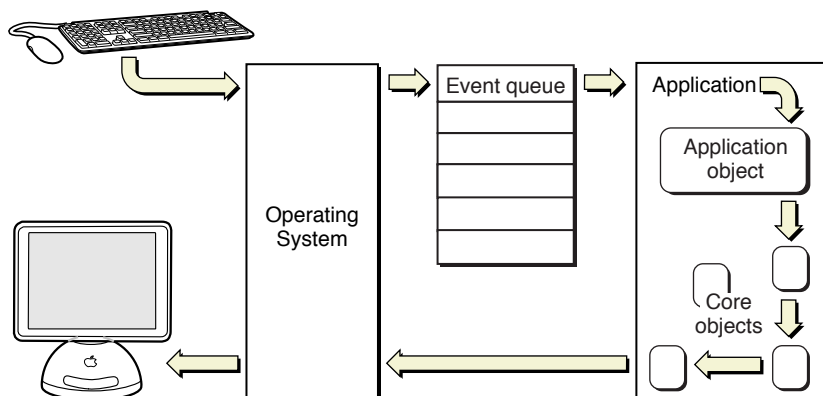 Event queue
Application
Application
object
Operating
System
Core
objects